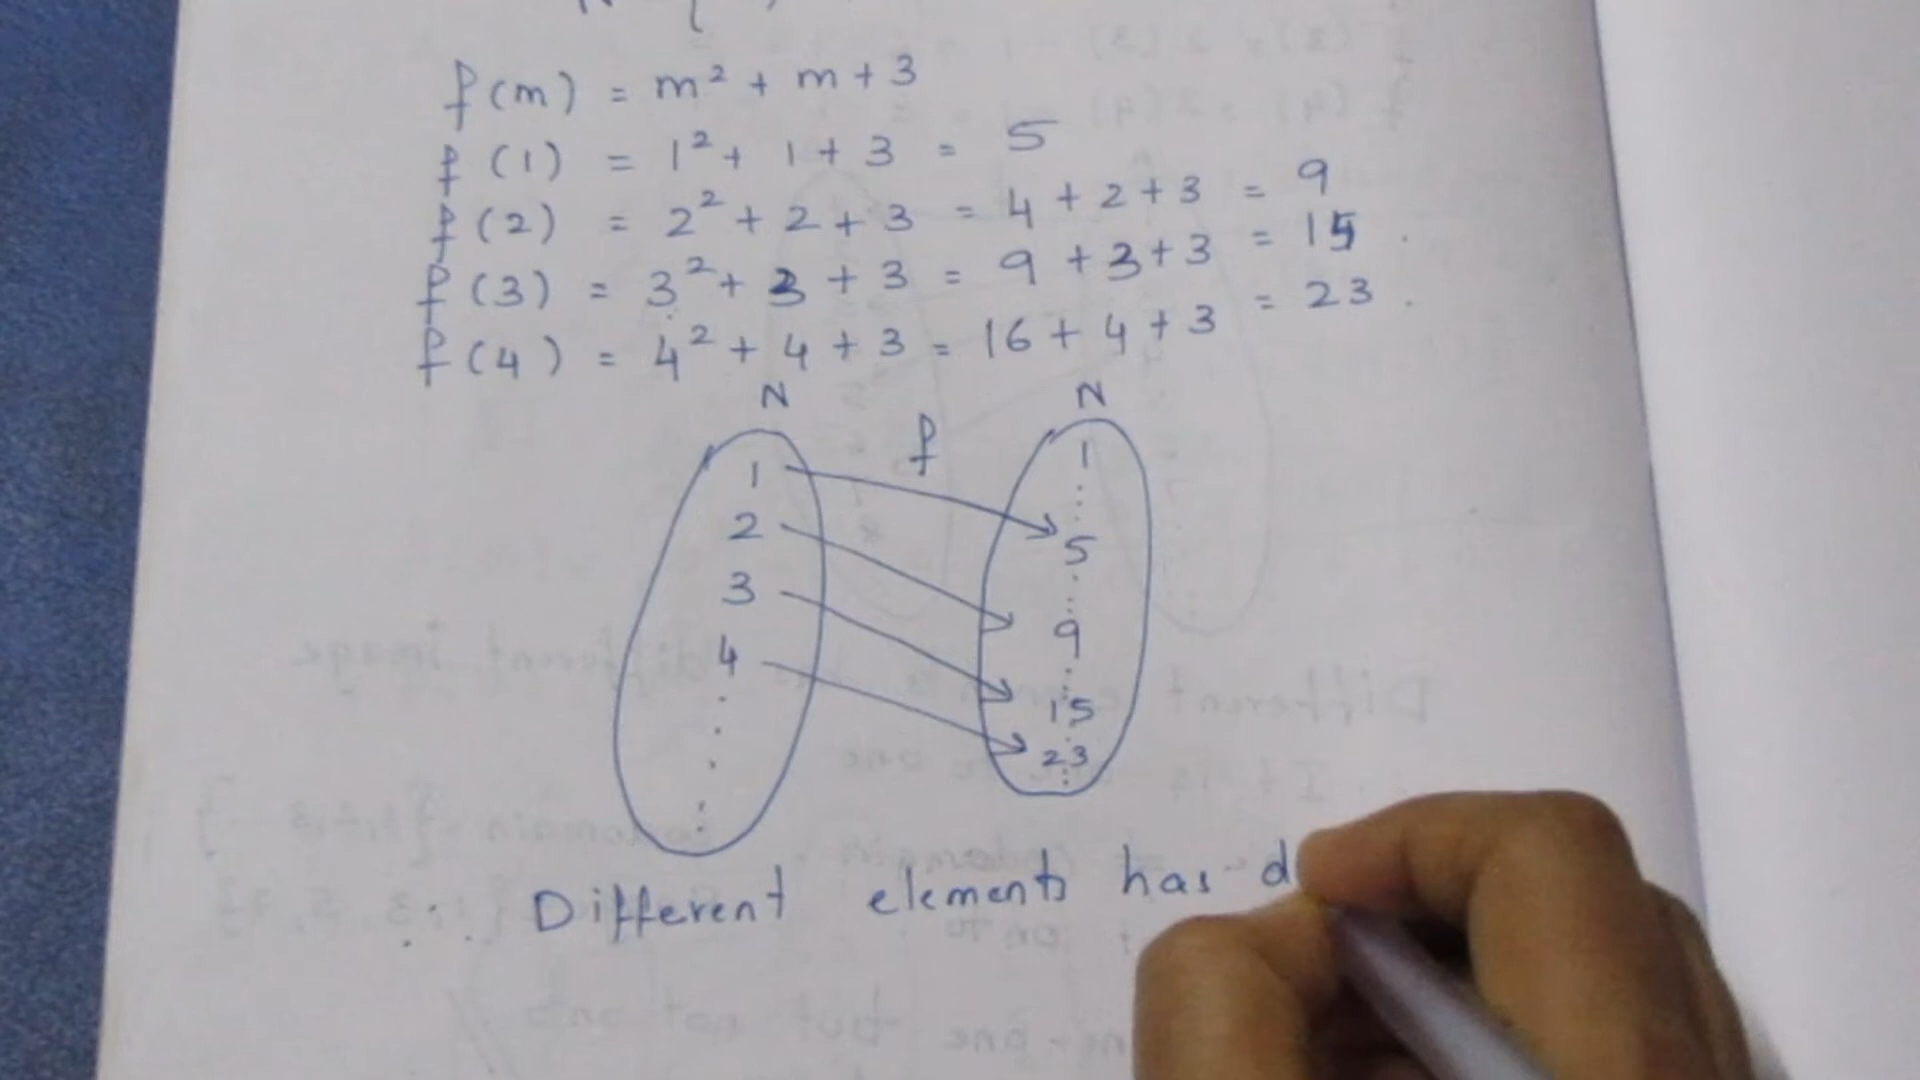 f(m) = m² + m + 3
f(1) = 1² + 1 + 3 = 5
f(2) = 2² + 2 + 3 = 4 + 2 + 3 = 9
f(3) = 3² + 3 + 3 = 9 + 3 + 3 = 15
f(4) = 4² + 4 + 3 = 16 + 4 + 3 = 23
N f N
1 1
2 5
3 9
4 15
23
∴ Different elements has d